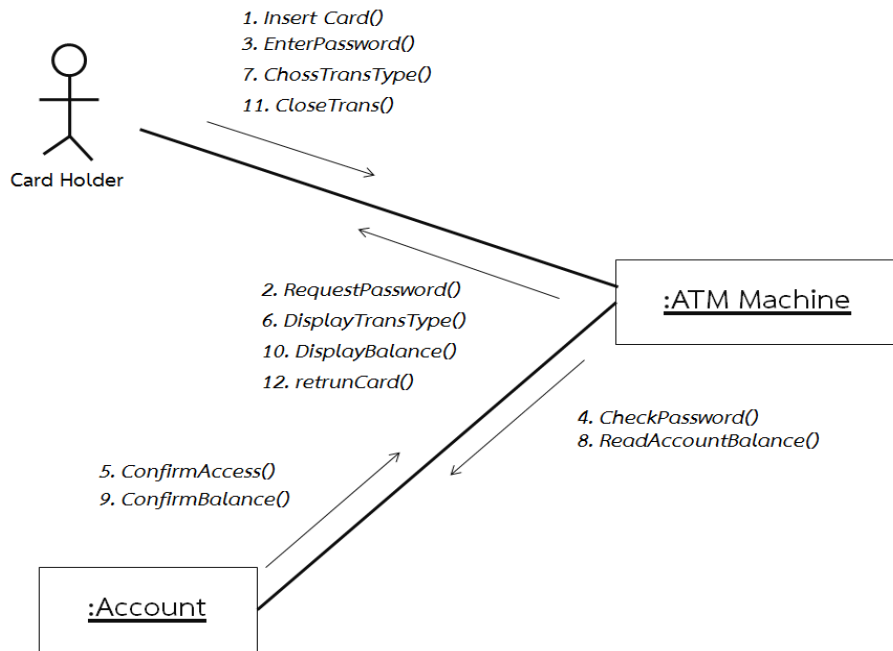 1. Insert Card()
3. EnterPassword()
7. ChossTransType()
11. CloseTrans()
Card Holder
:ATM Machine
2. RequestPassword()
6. DisplayTransType()
10. DisplayBalance()
12. retrunCard()
4. CheckPassword()
8. ReadAccountBalance()
5. ConfirmAccess()
9. ConfirmBalance()
:Account